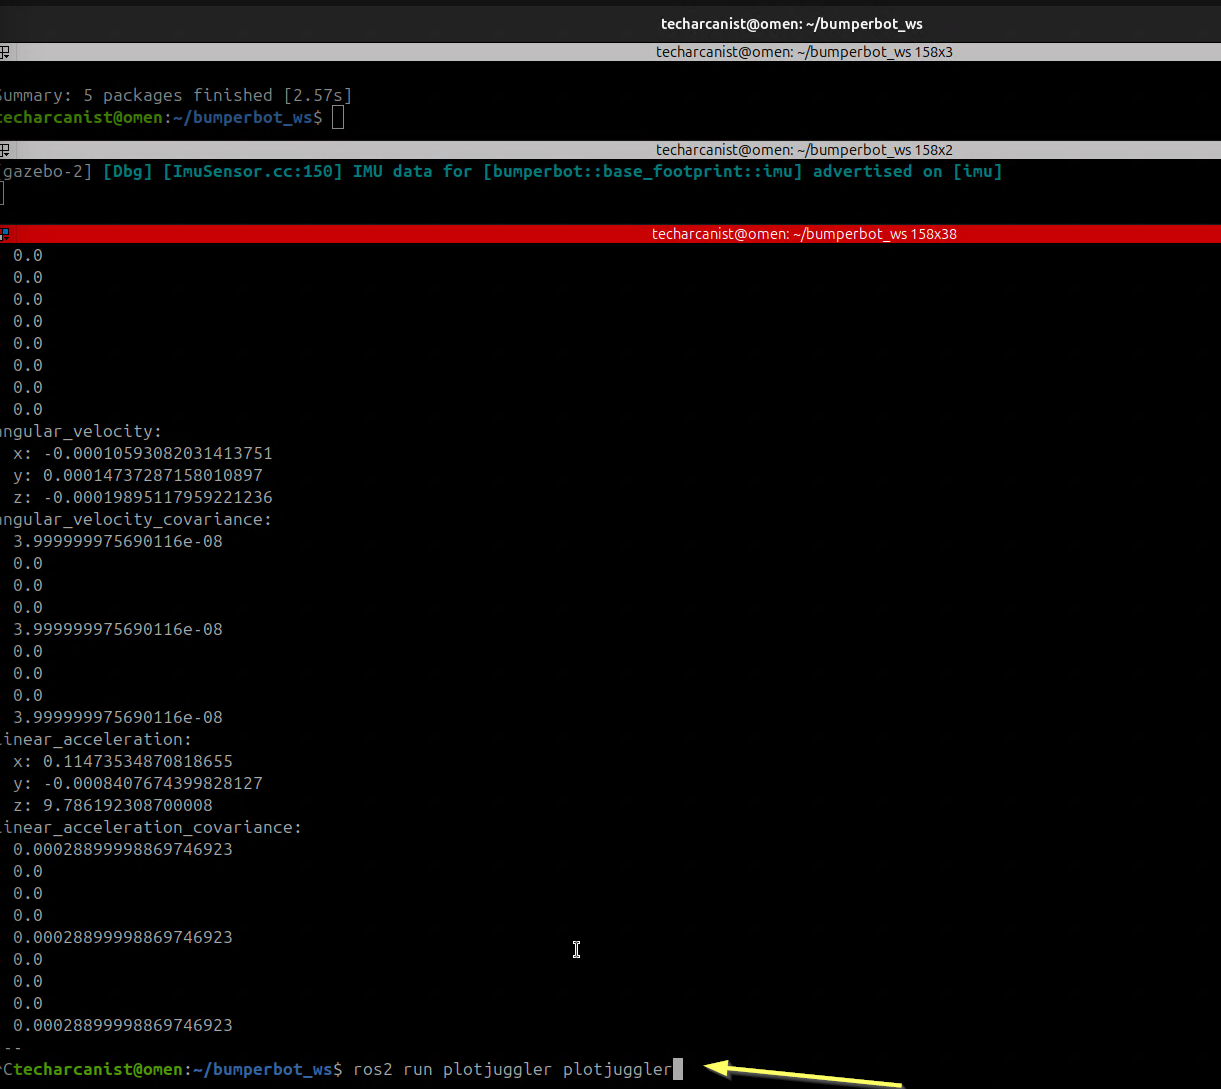 techarcanist@omen: ~/bumperbot_ws
techarcanist@omen: ~/bumperbot_ws 158x3
Summary: 5 packages finished [2.57s]
techarcanist@omen:~/bumperbot_ws$
techarcanist@omen: ~/bumperbot_ws 158x2
[gazebo-2] [Dbg] [ImuSensor.cc:150] IMU data for [bumperbot::base_footprint::imu] advertised on [imu]
techarcanist@omen: ~/bumperbot_ws 158x38
0.0
0.0
0.0
0.0
0.0
0.0
0.0
0.0
angular_velocity:
x: -0.00010593082031413751
y: 0.00014737287158010897
z: -0.00019895117959221236
angular_velocity_covariance:
3.999999975690116e-08
0.0
0.0
0.0
3.999999975690116e-08
0.0
0.0
0.0
3.999999975690116e-08
linear_acceleration:
x: 0.11473534870818655
y: -0.0008407674399828127
z: 9.786192308700008
linear_acceleration_covariance:
0.00028899998869746923
0.0
0.0
0.0
0.00028899998869746923
0.0
0.0
0.0
0.00028899998869746923
---
^Ctecharcanist@omen:~/bumperbot_ws$ ros2 run plotjuggler plotjuggler